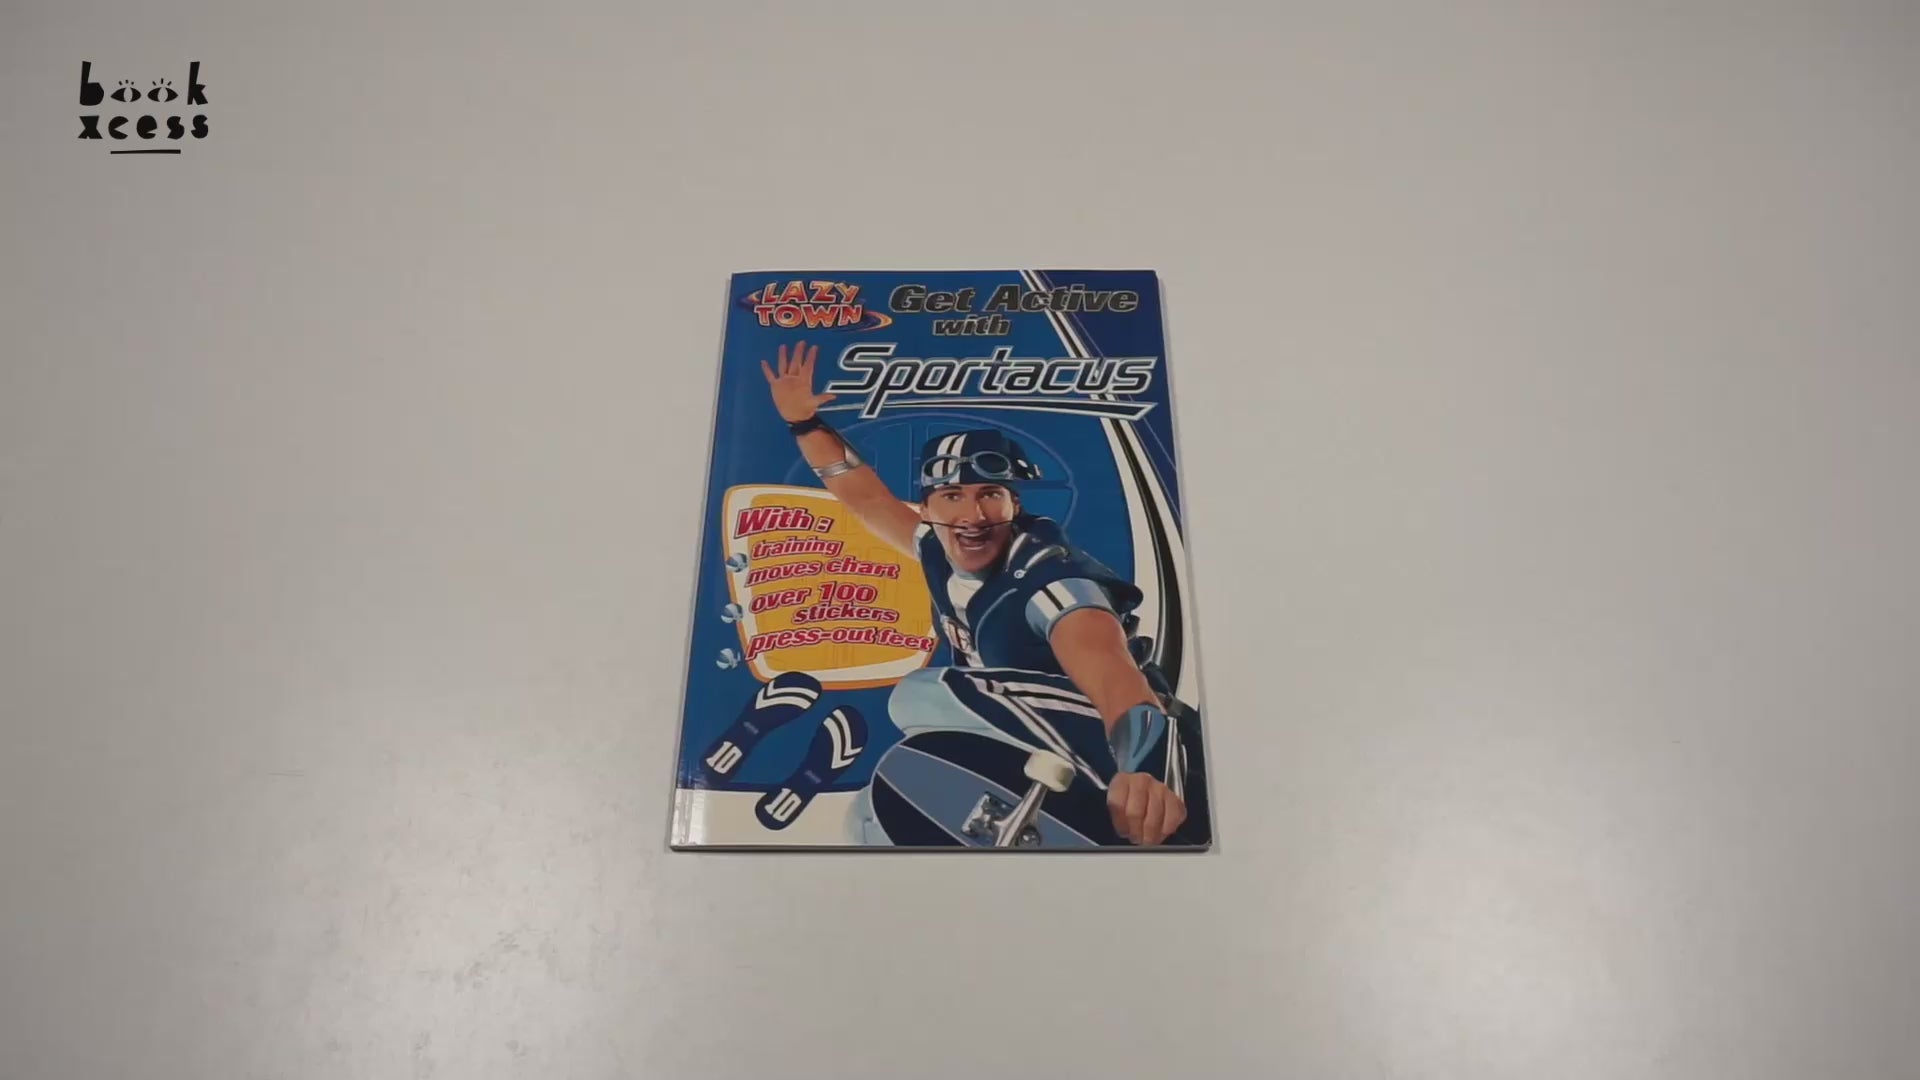 book
xcess
LAZY
TOWN
Get Active
with
Sportacus
With:
training
moves chart
over 100
stickers
press-out feet
10
10